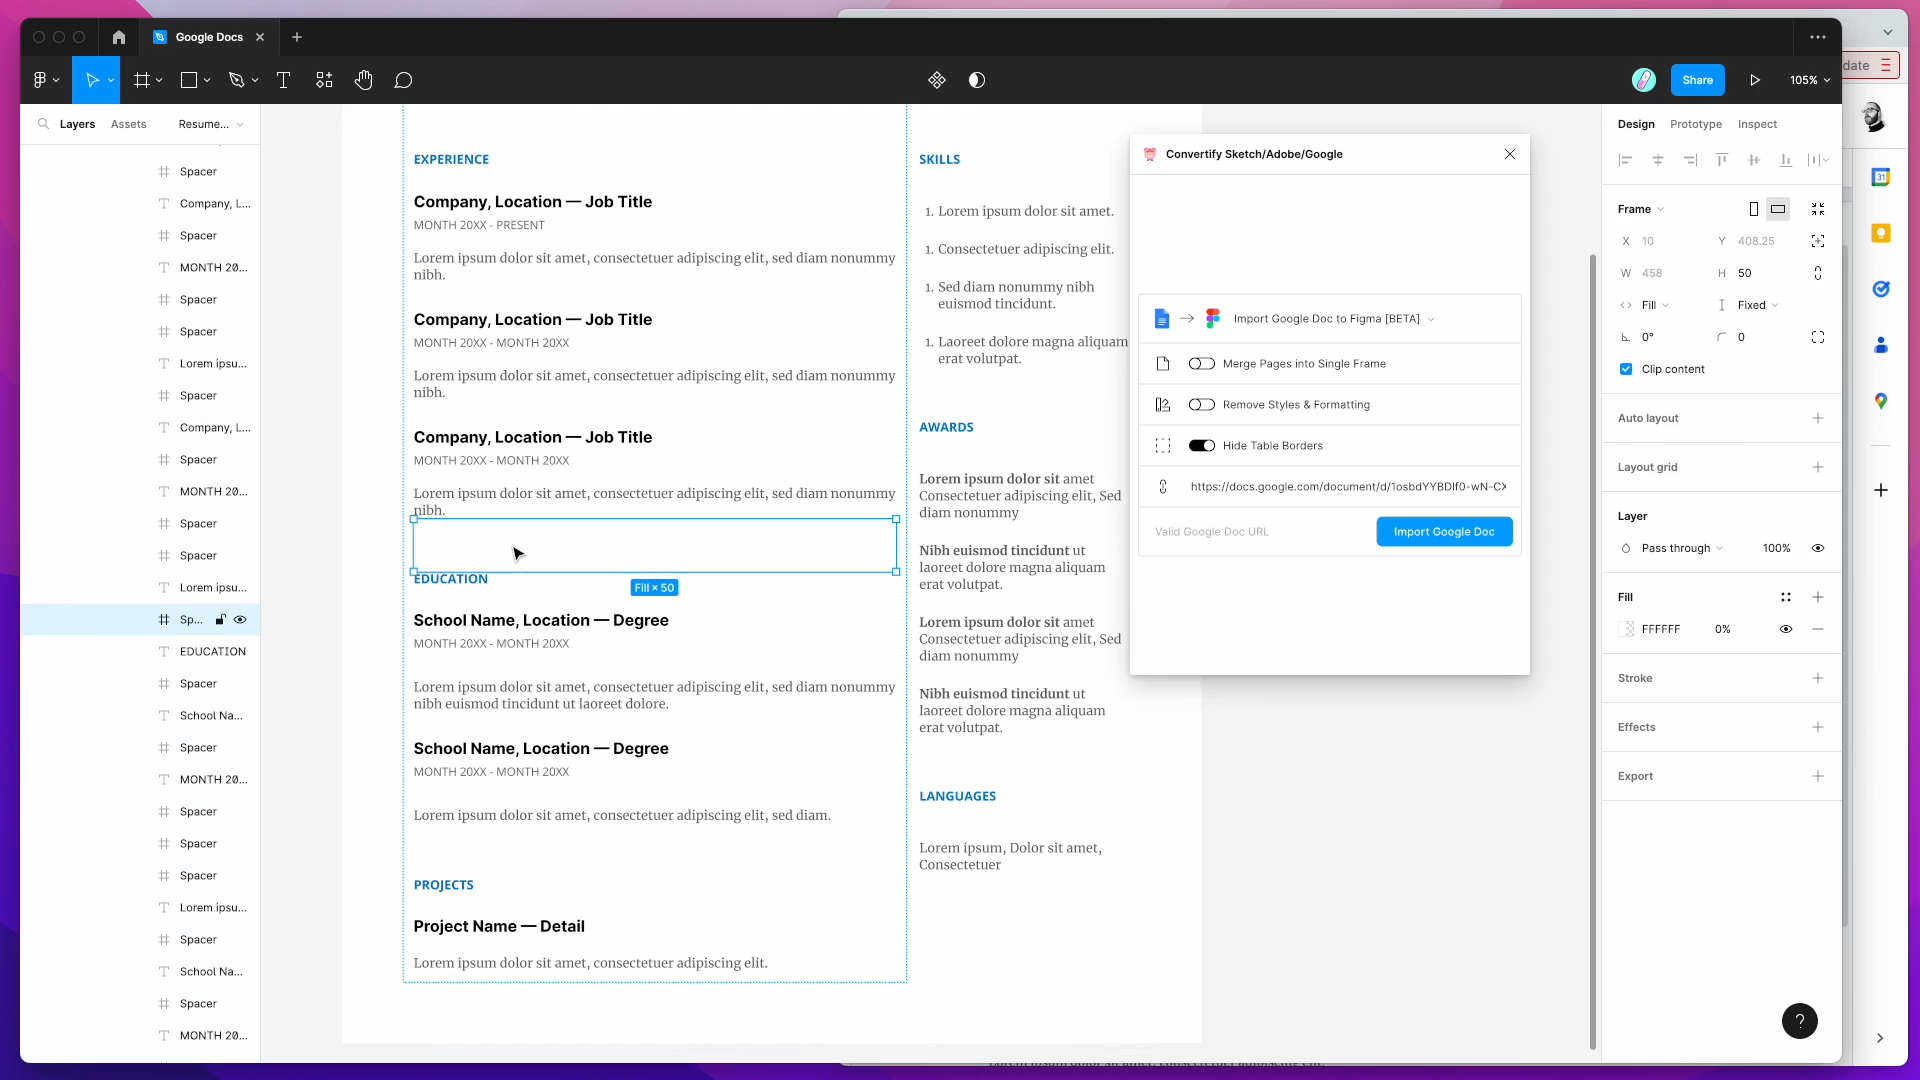 Google Docs
date
Share
105%
Layers
Assets
Resume...
Spacer
Company, L...
Spacer
MONTH 20...
Spacer
Spacer
Lorem ipsu...
Spacer
Company, L...
Spacer
MONTH 20...
Spacer
Spacer
Lorem ipsu...
Sp...
EDUCATION
Spacer
School Na...
Spacer
MONTH 20...
Spacer
Spacer
Spacer
Lorem ipsu...
Spacer
School Na...
Spacer
MONTH 20...
EXPERIENCE
Company, Location — Job Title
MONTH 20XX - PRESENT
Lorem ipsum dolor sit amet, consectetuer adipiscing elit, sed diam nonummy
nibh.
Company, Location — Job Title
MONTH 20XX - MONTH 20XX
Lorem ipsum dolor sit amet, consectetuer adipiscing elit, sed diam nonummy
nibh.
Company, Location — Job Title
MONTH 20XX - MONTH 20XX
Lorem ipsum dolor sit amet, consectetuer adipiscing elit, sed diam nonummy
nibh.
EDUCATION
Fill × 50
School Name, Location — Degree
MONTH 20XX - MONTH 20XX
Lorem ipsum dolor sit amet, consectetuer adipiscing elit, sed diam nonummy
nibh euismod tincidunt ut laoreet dolore.
School Name, Location — Degree
MONTH 20XX - MONTH 20XX
Lorem ipsum dolor sit amet, consectetuer adipiscing elit, sed diam.
PROJECTS
Project Name — Detail
Lorem ipsum dolor sit amet, consectetuer adipiscing elit.
SKILLS
1. Lorem ipsum dolor sit amet.
1. Consectetuer adipiscing elit.
1. Sed diam nonummy nibh
euismod tincidunt.
1. Laoreet dolore magna aliquam
erat volutpat.
AWARDS
Lorem ipsum dolor sit amet
Consectetuer adipiscing elit, Sed
diam nonummy
Nibh euismod tincidunt ut
laoreet dolore magna aliquam
erat volutpat.
Lorem ipsum dolor sit amet
Consectetuer adipiscing elit, Sed
diam nonummy
Nibh euismod tincidunt ut
laoreet dolore magna aliquam
erat volutpat.
LANGUAGES
Lorem ipsum, Dolor sit amet,
Consectetuer
Convertify Sketch/Adobe/Google
Import Google Doc to Figma [BETA]
Merge Pages into Single Frame
Remove Styles & Formatting
Hide Table Borders
https://docs.google.com/document/d/1osbdYYBDIf0-wN-CX
Valid Google Doc URL
Import Google Doc
Design
Prototype
Inspect
Frame
X 10
Y 408.25
W 458
H 50
Fill
Fixed
0°
0
Clip content
Auto layout
Layout grid
Layer
Pass through
100%
Fill
FFFFFF
0%
Stroke
Effects
Export
?
31